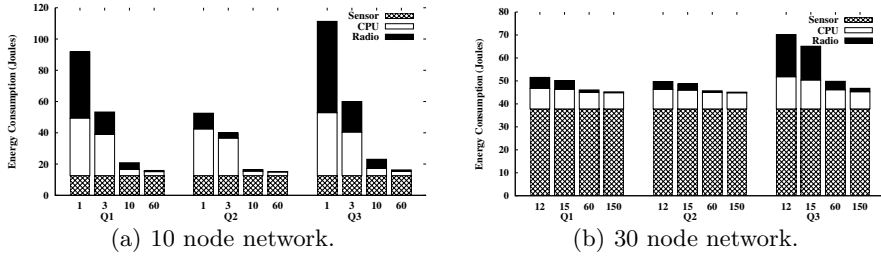 Energy Consumption (Joules)
120
100
80
60
40
20
0
Sensor
CPU
Radio
1 3 10 60 1 3 10 60 1 3 10 60
Q1 Q2 Q3
(a) 10 node network.
Energy Consumption (Joules)
80
70
60
50
40
30
20
10
0
Sensor
CPU
Radio
12 15 60 150 12 15 60 150 12 15 60 150
Q1 Q2 Q3
(b) 30 node network.